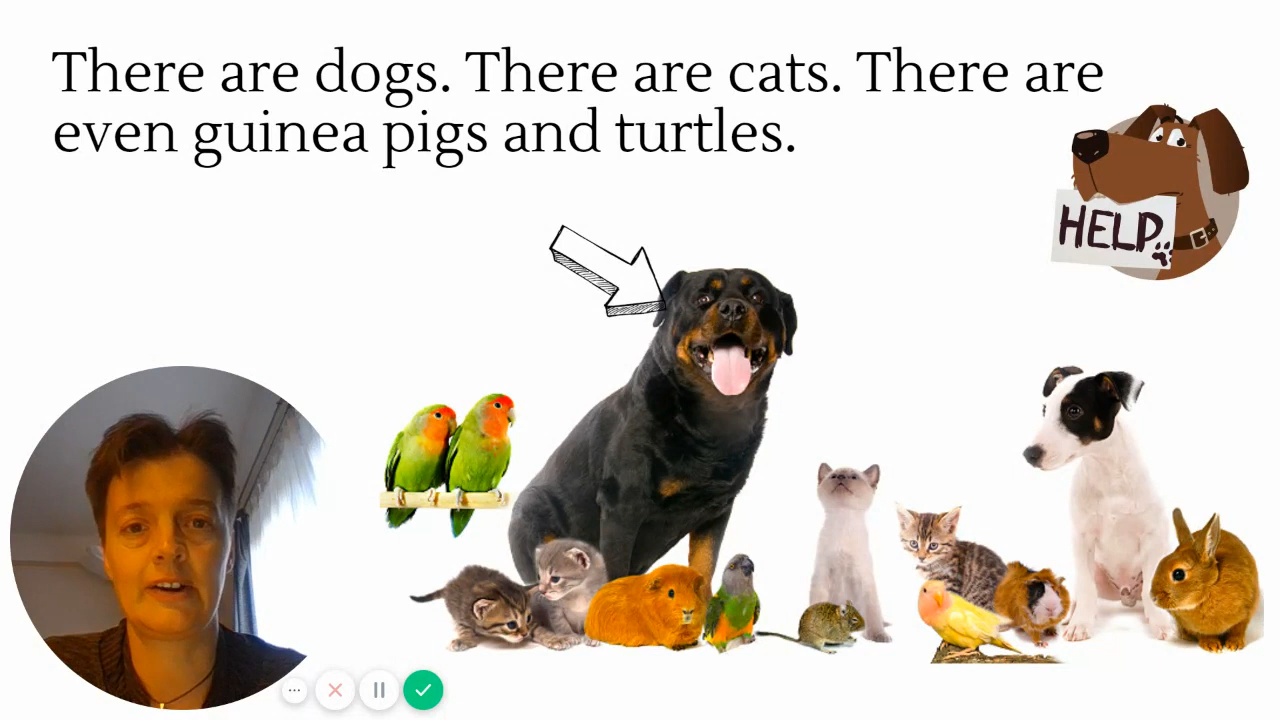 There are dogs. There are cats. There are
even guinea pigs and turtles.
HELP